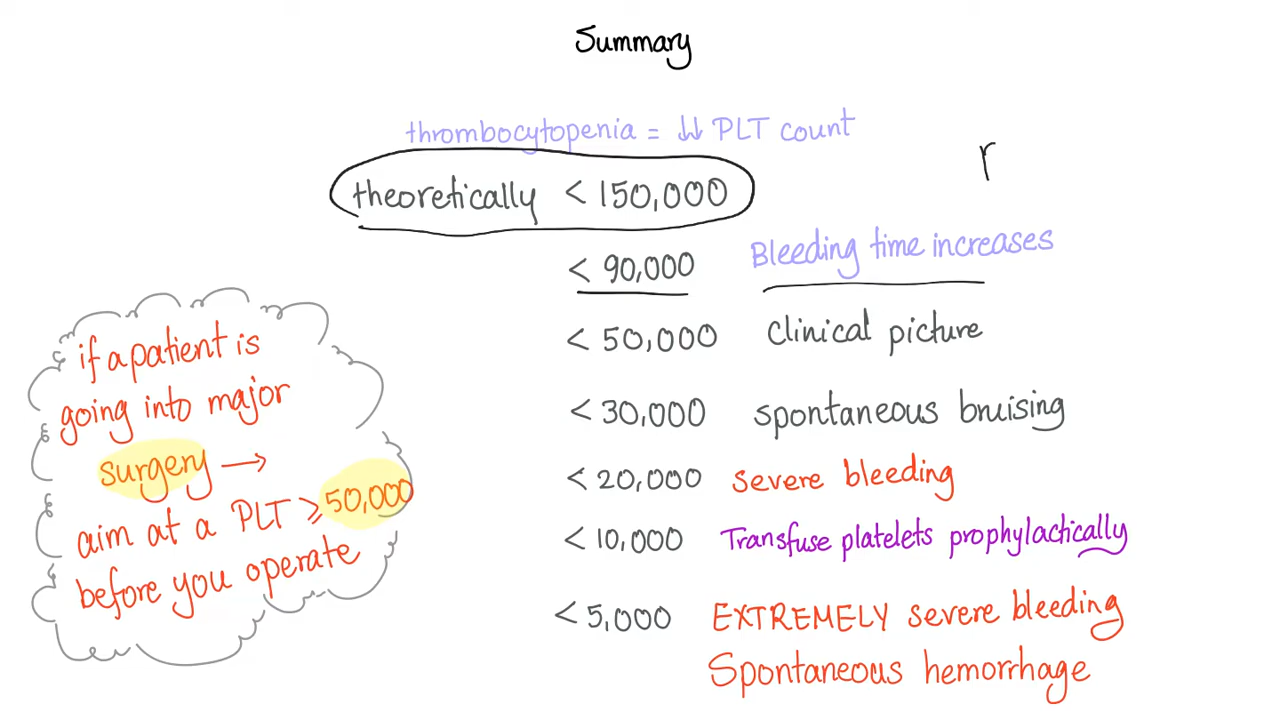 Summary
thrombocytopenia = ↓↓ PLT count
r
theoretically < 150,000
< 90,000 Bleeding time increases
< 50,000 clinical picture
< 30,000 spontaneous bruising
< 20,000 severe bleeding
< 10,000 Transfuse platelets prophylactically
< 5,000 EXTREMELY severe bleeding
Spontaneous hemorrhage
if a patient is
going into major
surgery →
aim at a PLT ≥ 50,000
before you operate